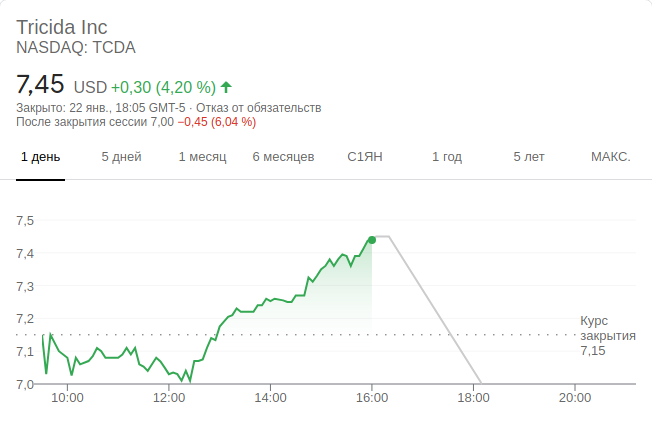 Tricida Inc
NASDAQ: TCDA
7,45 USD +0,30 (4,20 %)
Закрыто: 22 янв., 18:05 GMT-5 · Отказ от обязательств
После закрытия сессии 7,00 −0,45 (6,04 %)
1 день 5 дней 1 месяц 6 месяцев С1ЯН 1 год 5 лет МАКС.
7,5
7,4
7,3
7,2
Курс
закрытия
7,15
7,1
7,0
10:00 12:00 14:00 16:00 18:00 20:00